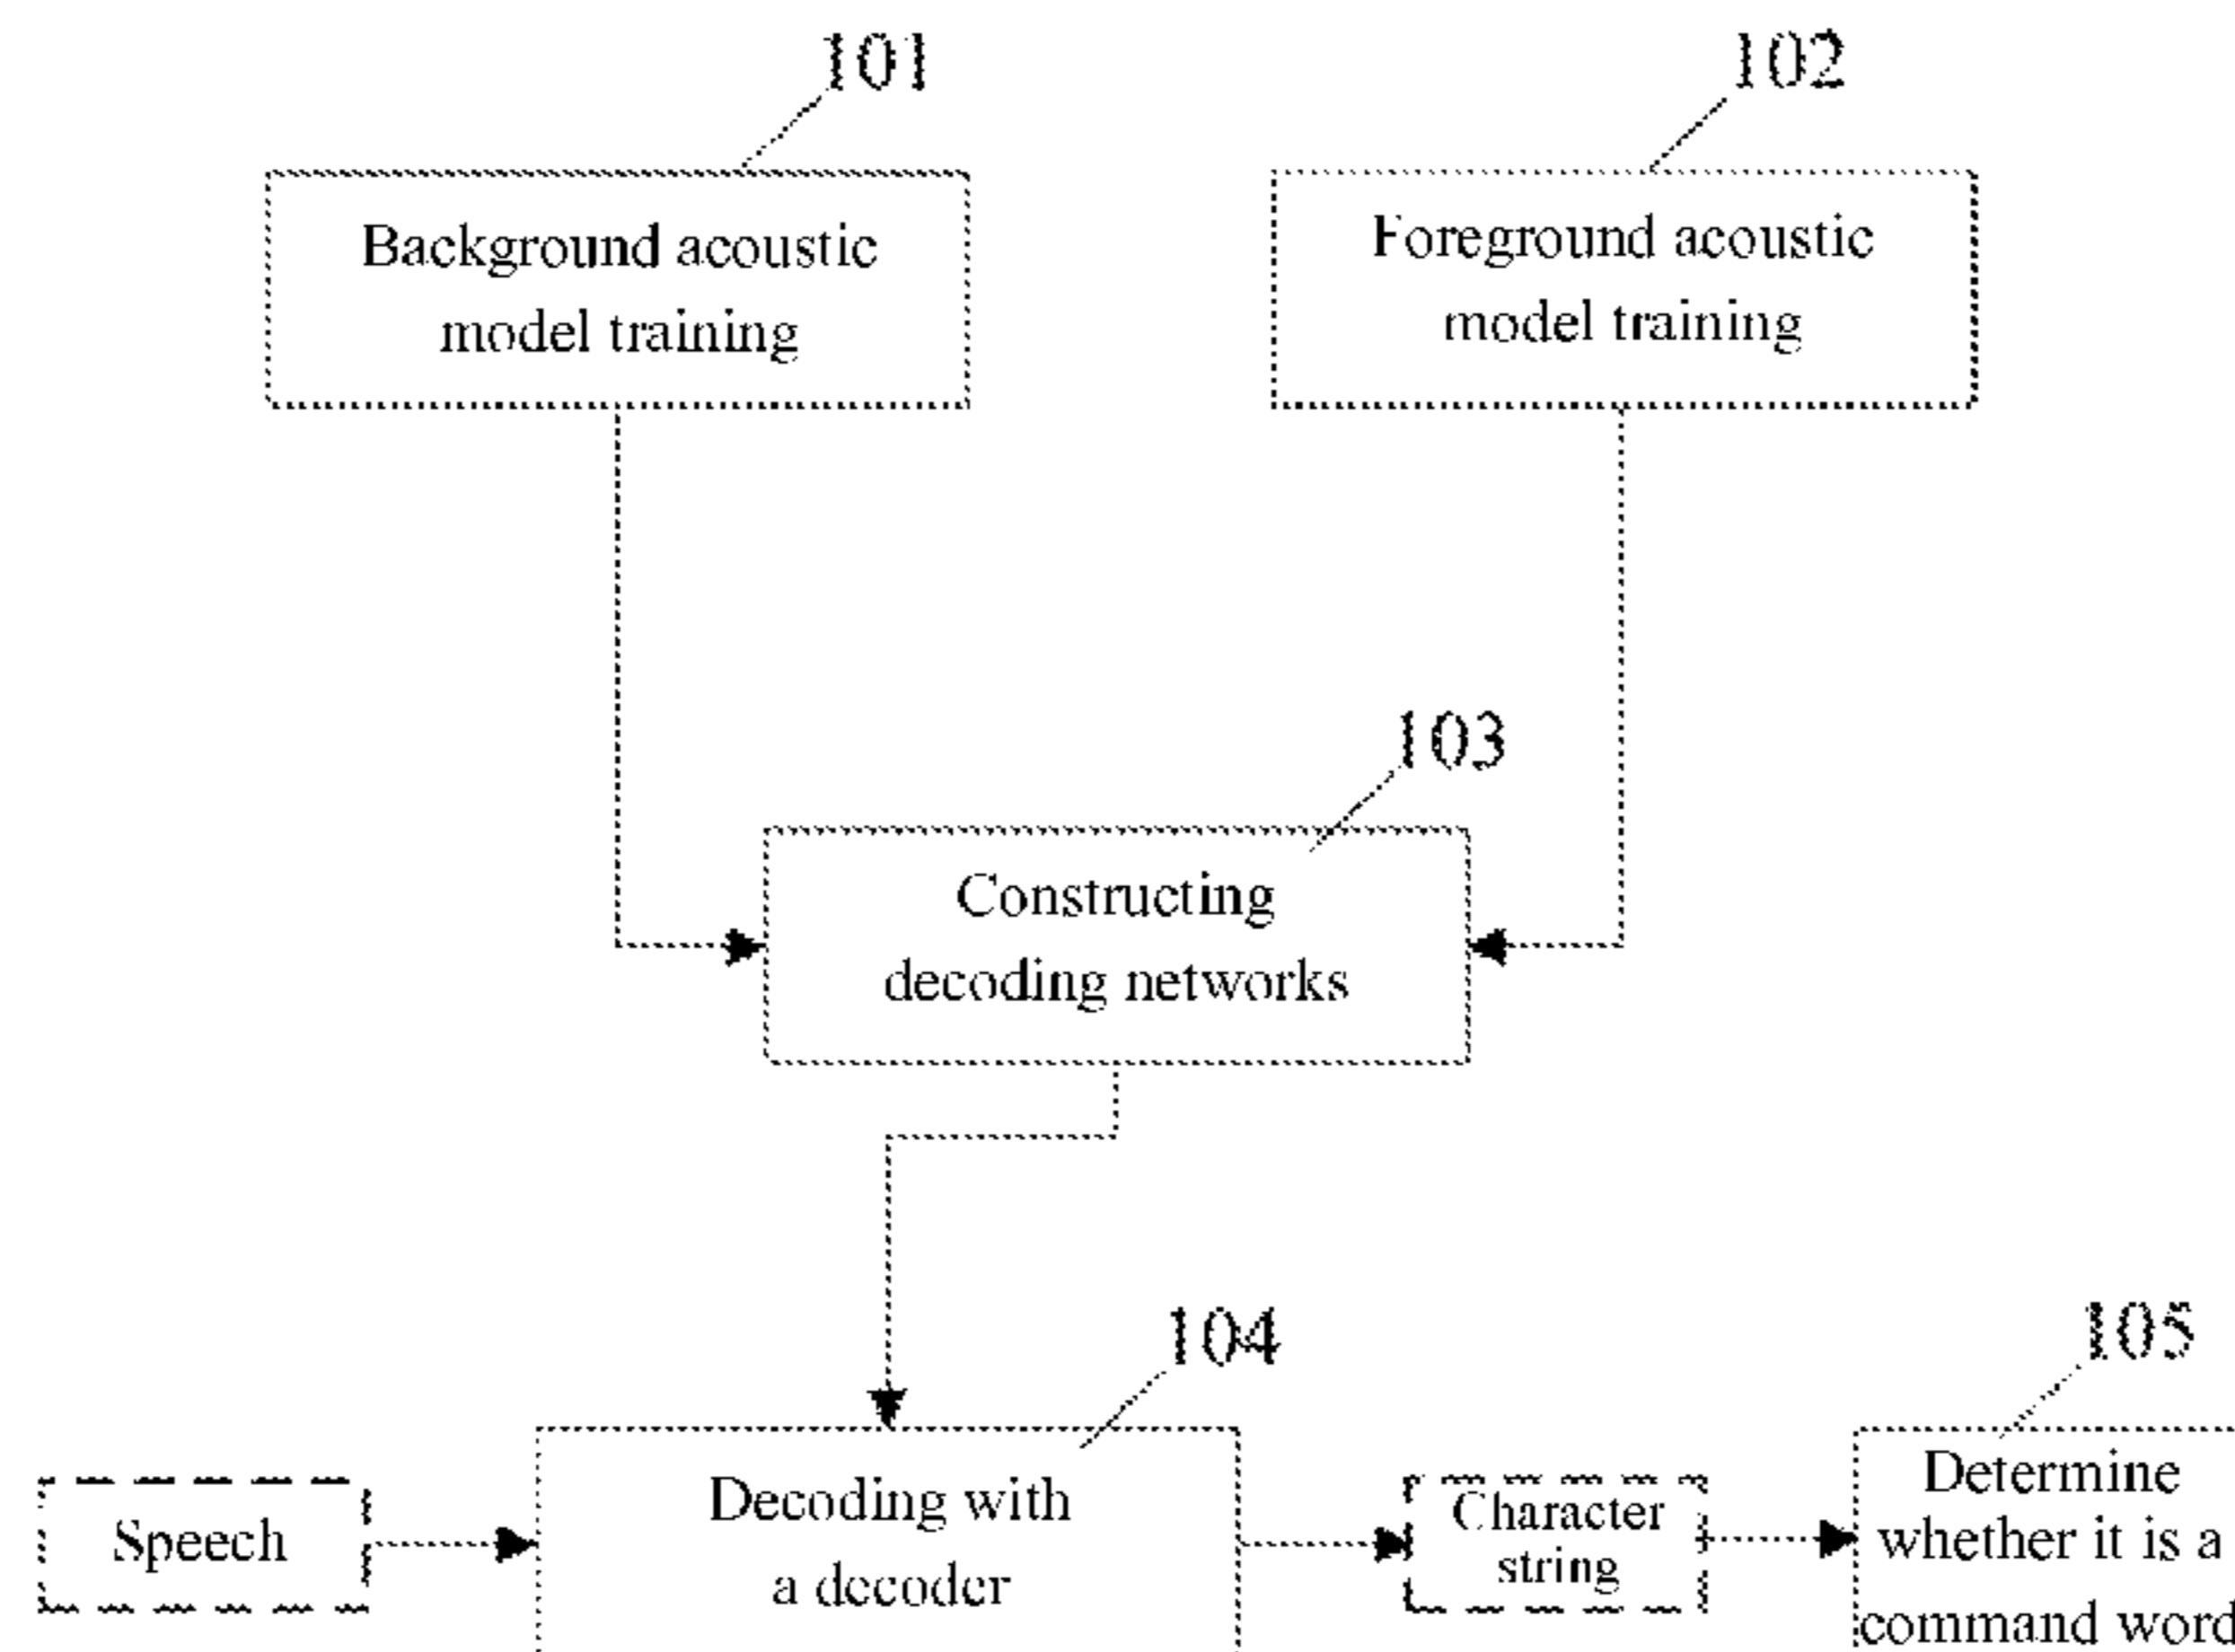 101
102
Background acoustic
model training
Foreground acoustic
model training
103
Constructing
decoding networks
104
105
Speech
Decoding with
a decoder
Character
string
Determine
whether it is a
command word